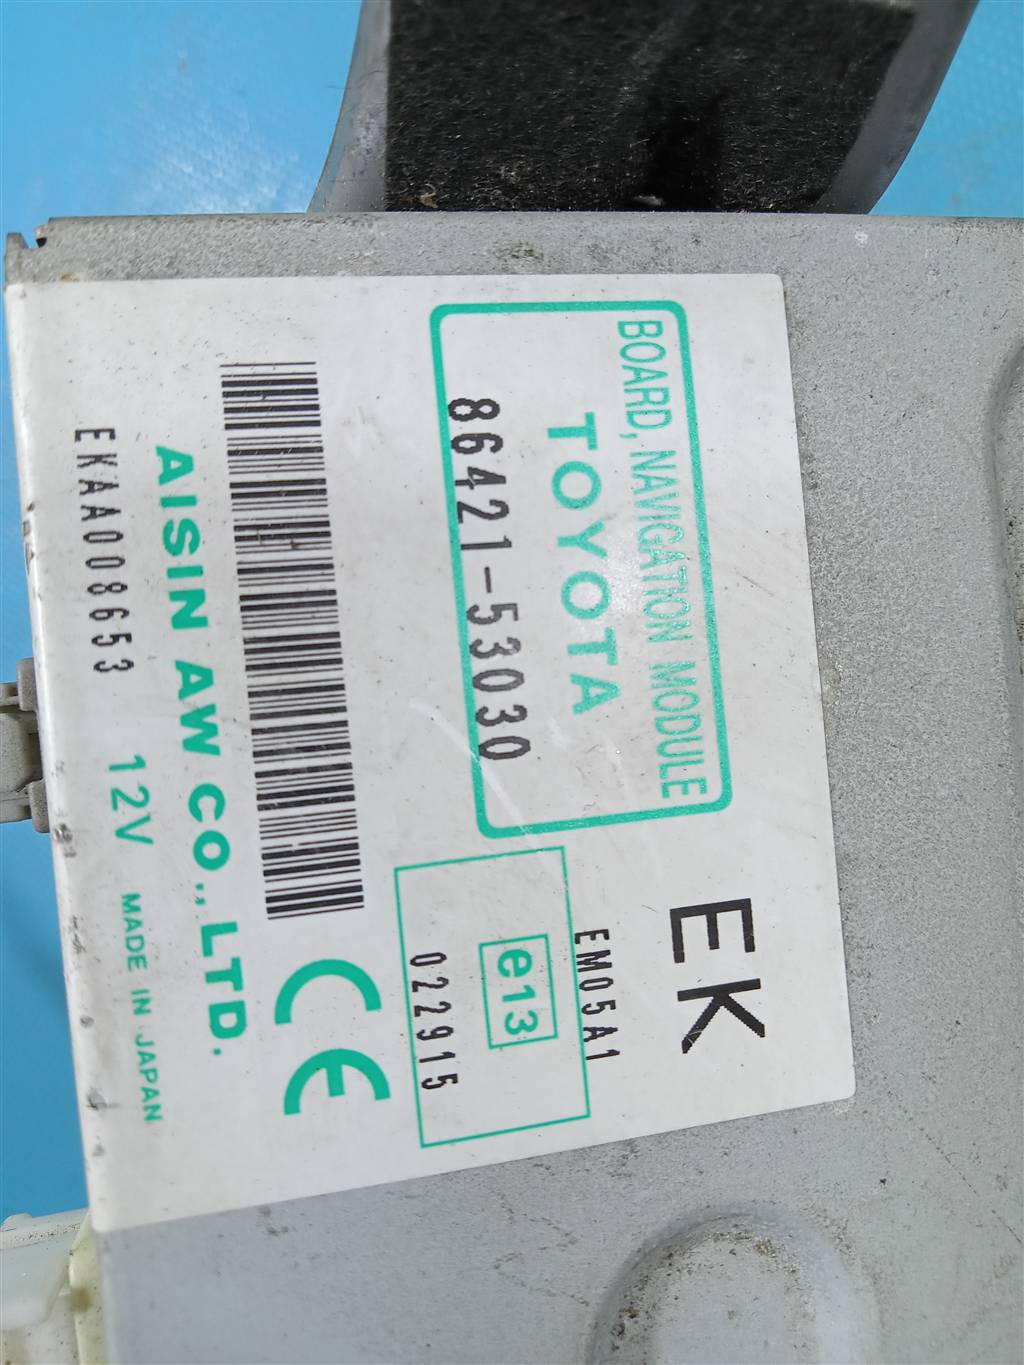 BOARD, NAVIGATION MODULE
TOYOTA
86421-53030
EK
EM05A1
e13
022915
CE
AISIN AW CO., LTD.
EKAA008653 12V MADE IN JAPAN